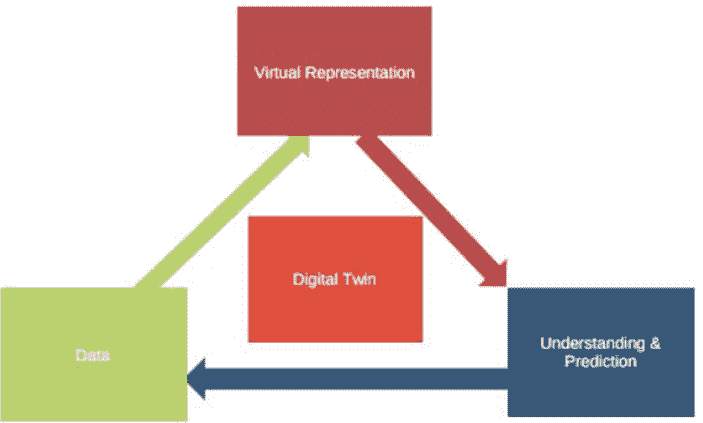 Virtual Representation
Digital Twin
Data
Understanding &
Prediction